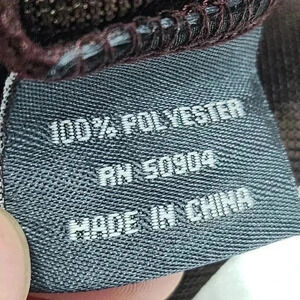 100% POLYESTER
RN 50904
MADE IN CHINA